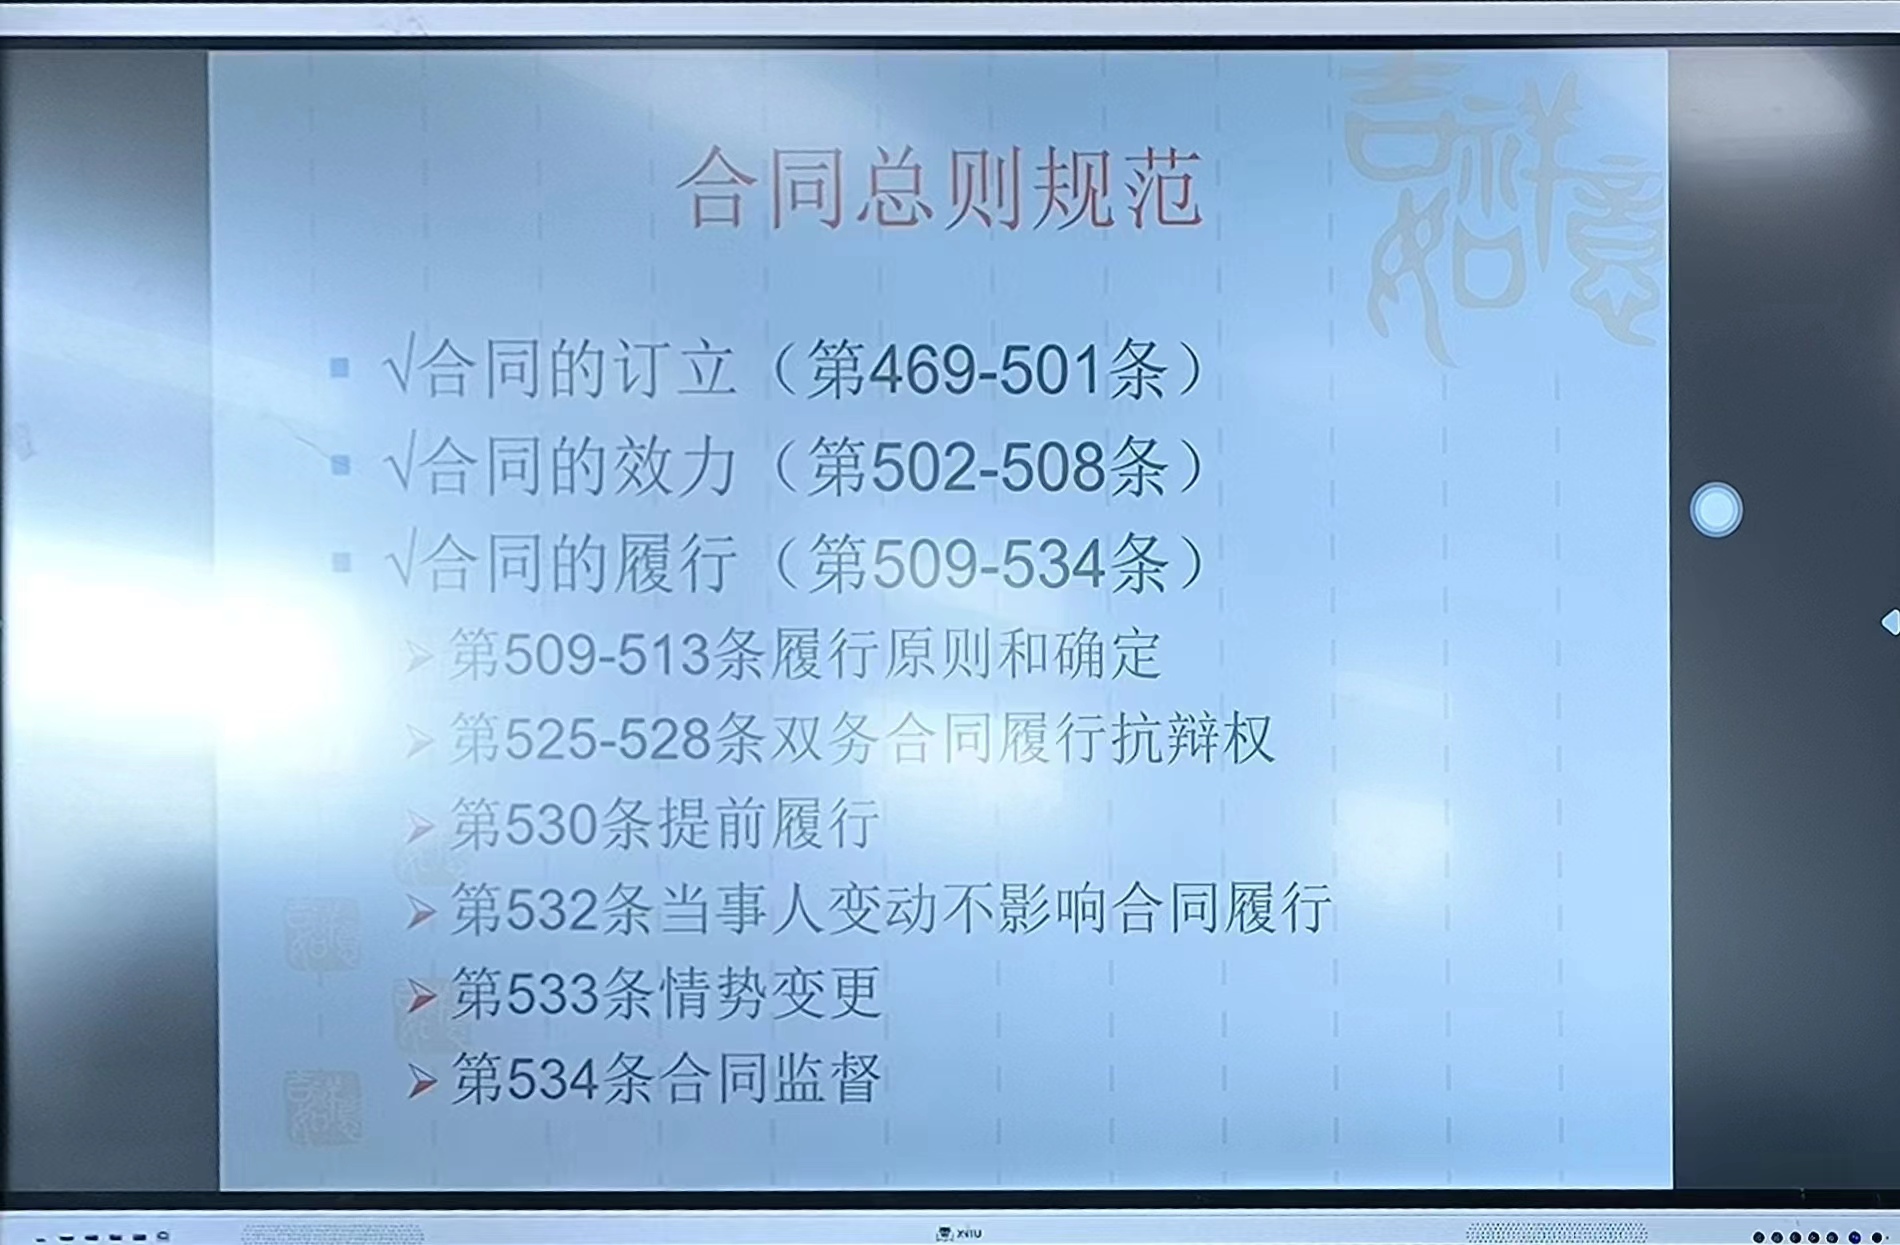 合同总则规范
√合同的订立（第469-501条）
√合同的效力（第502-508条）
√合同的履行（第509-534条）
第509-513条履行原则和确定
第525-528条双务合同履行抗辩权
第530条提前履行
第532条当事人变动不影响合同履行
第533条情势变更
第534条合同监督